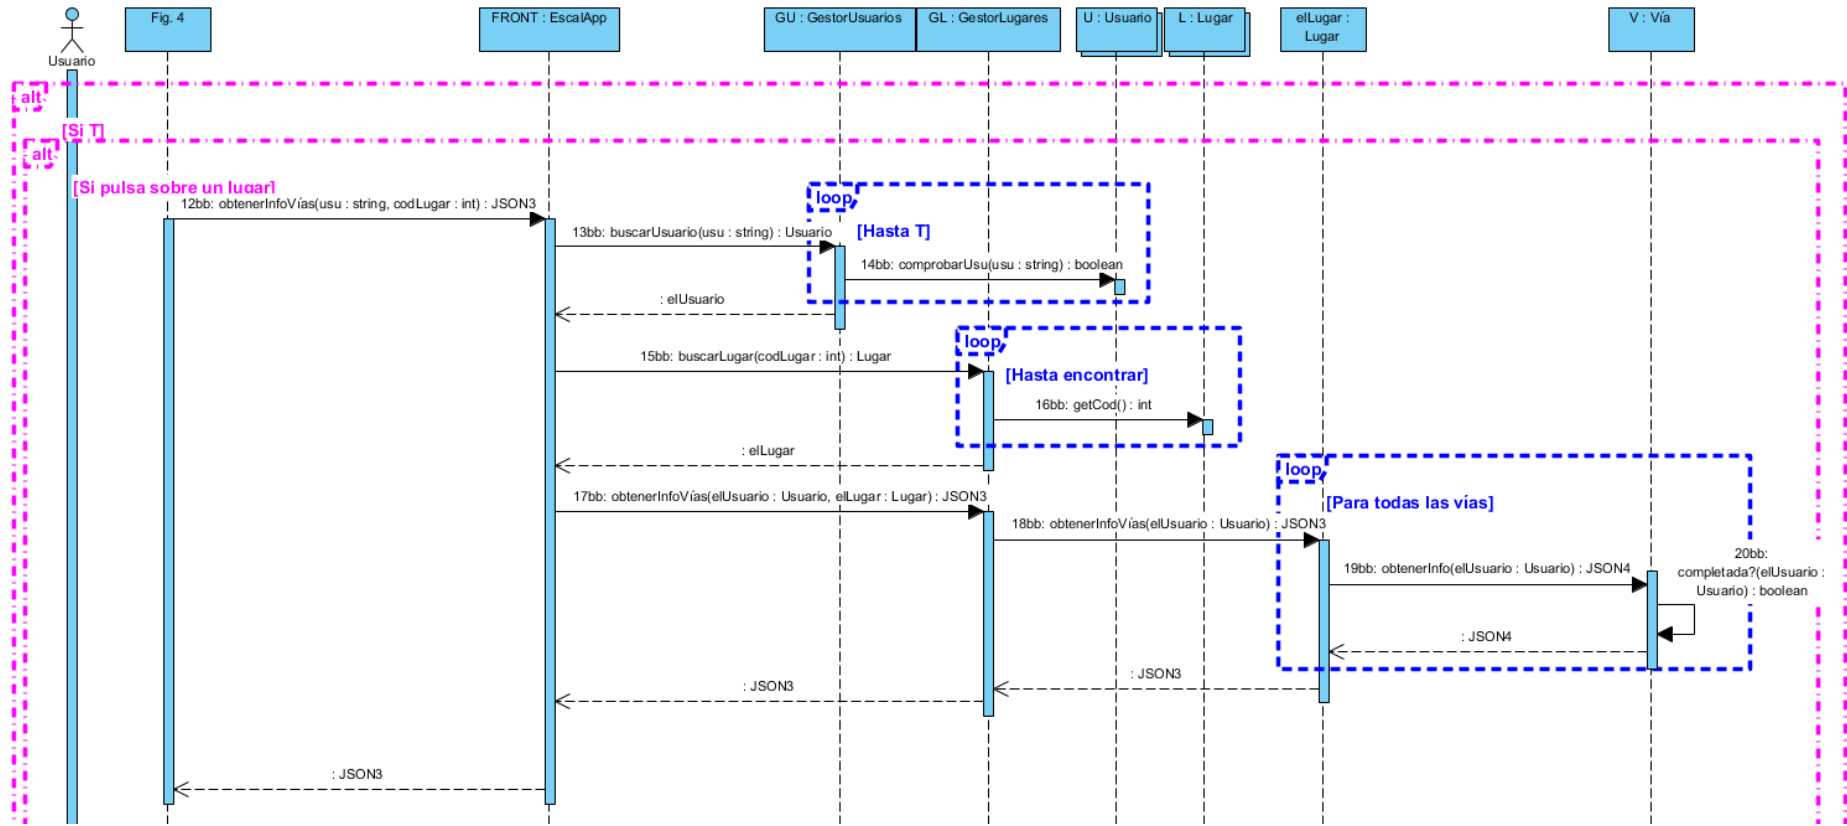 Usuario
Fig. 4
FRONT : EscalApp
GU : GestorUsuarios
GL : GestorLugares
U : Usuario
L : Lugar
elLugar :
Lugar
V : Vía
alt
[Si T]
alt
[Si pulsa sobre un lugar]
12bb: obtenerInfoVías(usu : string, codLugar : int) : JSON3
loop
[Hasta T]
13bb: buscarUsuario(usu : string) : Usuario
14bb: comprobarUsu(usu : string) : boolean
: elUsuario
loop
[Hasta encontrar]
15bb: buscarLugar(codLugar : int) : Lugar
16bb: getCod() : int
: elLugar
loop
[Para todas las vías]
17bb: obtenerInfoVías(elUsuario : Usuario, elLugar : Lugar) : JSON3
18bb: obtenerInfoVías(elUsuario : Usuario) : JSON3
19bb: obtenerInfo(elUsuario : Usuario) : JSON4
20bb:
completada?(elUsuario :
Usuario) : boolean
: JSON4
: JSON3
: JSON3
: JSON3